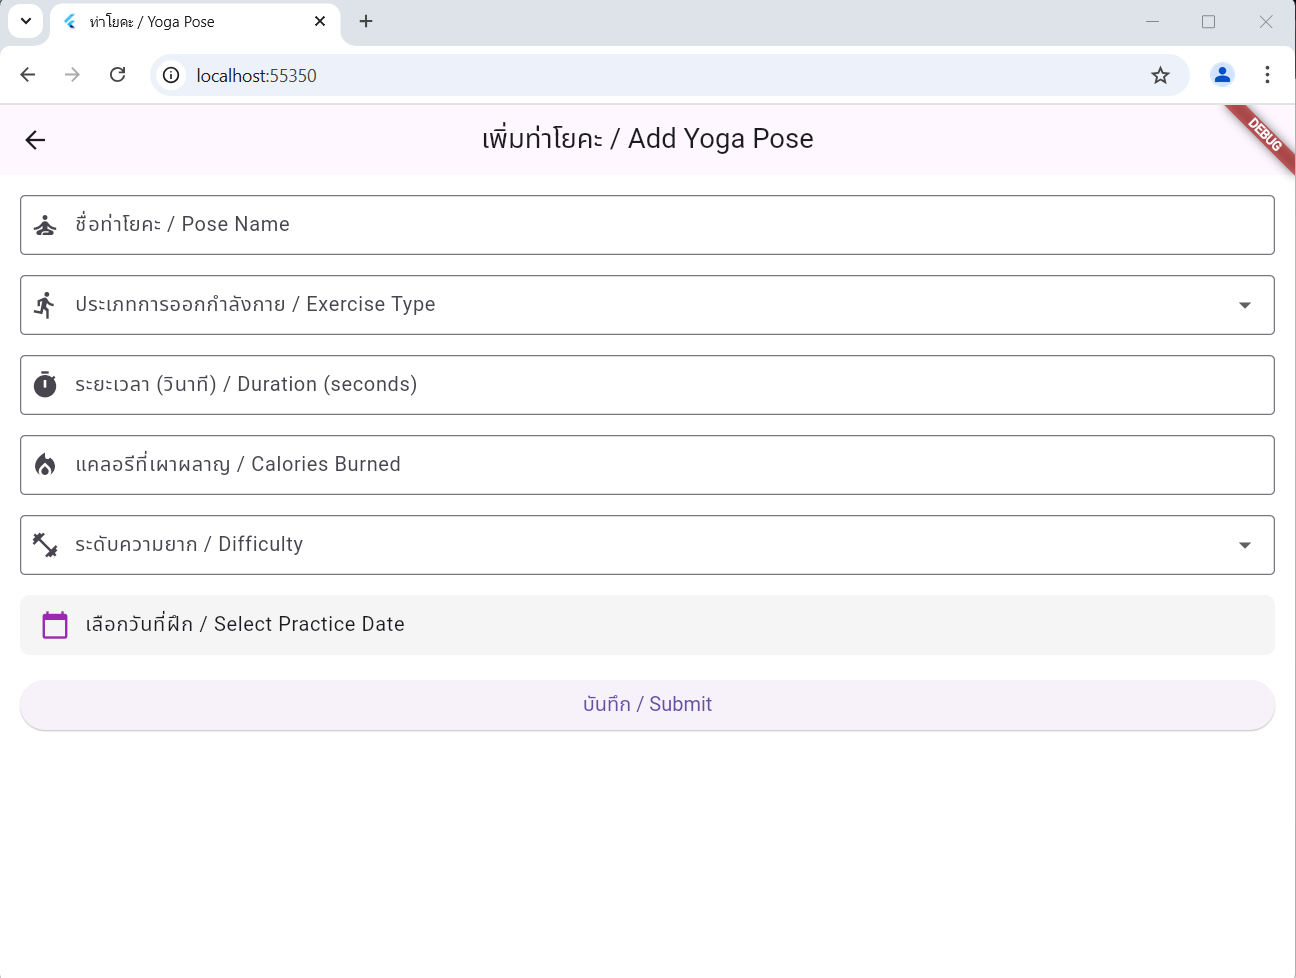 ท่าโยคะ / Yoga Pose
localhost:55350
เพิ่มท่าโยคะ / Add Yoga Pose
DEBUG
ชื่อท่าโยคะ / Pose Name
ประเภทการออกกำลังกาย / Exercise Type
ระยะเวลา (วินาที) / Duration (seconds)
แคลอรีที่เผาผลาญ / Calories Burned
ระดับความยาก / Difficulty
เลือกวันที่ฝึก / Select Practice Date
บันทึก / Submit